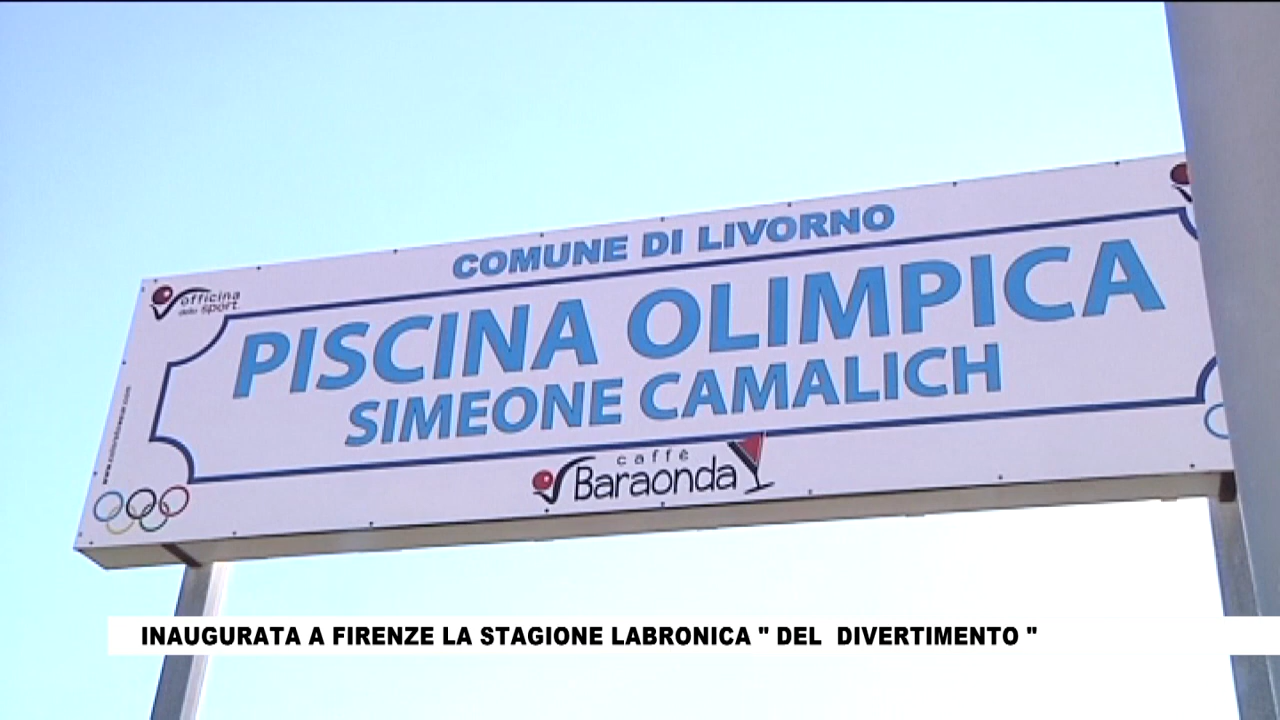 COMUNE DI LIVORNO
officina
dello sport
PISCINA OLIMPICA
SIMEONE CAMALICH
caffè
Baraonda
INAUGURATA A FIRENZE LA STAGIONE LABRONICA " DEL  DIVERTIMENTO "